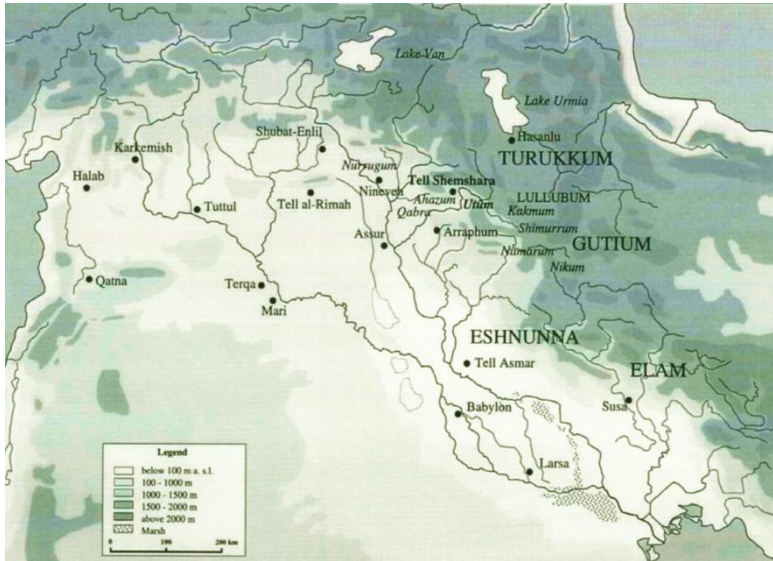 Lake Van
Lake Urmia
Hasanlu
TURUKKUM
Shubat-Enlil
Karkemish
Nurrugum
Halab
Nineveh
Tell Shemshara
Tell al-Rimah
Ahazum
Utum
LULLUBUM
Tuttul
Qabra
Kakmum
Assur
Arraphum
Shimurrum
GUTIUM
Namarum
Nikum
Qatna
Terqa
Mari
ESHNUNNA
Tell Asmar
ELAM
Babylon
Susa
Larsa
Legend
below 100 m a. s.l.
100 - 1000 m
1000 - 1500 m
1500 - 2000 m
above 2000 m
Marsh
0 100 200 km